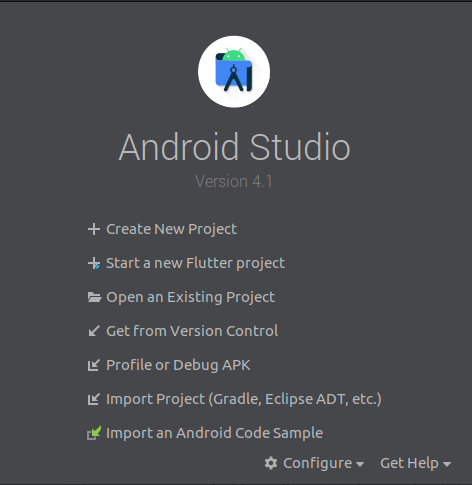 Android Studio
Version 4.1
Create New Project
Start a new Flutter project
Open an Existing Project
Get from Version Control
Profile or Debug APK
Import Project (Gradle, Eclipse ADT, etc.)
Import an Android Code Sample
Configure Get Help